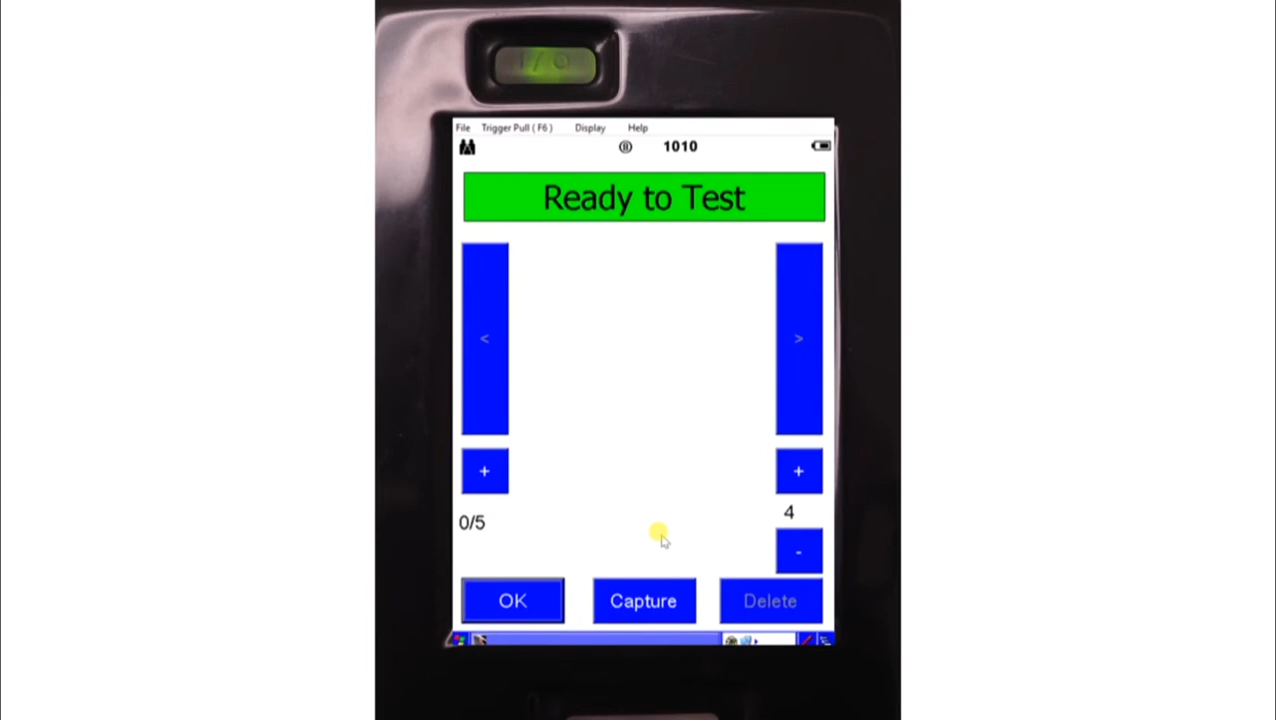 I / O
File Trigger Pull ( F6 ) Display Help
1010
Ready to Test
< >
+ +
0/5 4
-
OK Capture Delete